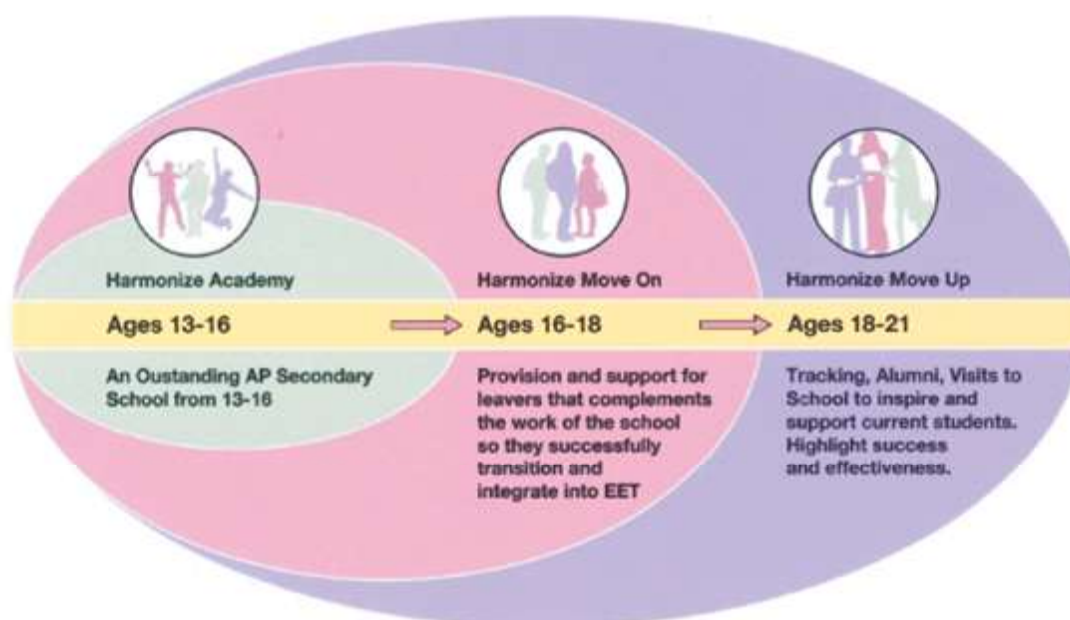 Harmonize Academy
Ages 13-16
An Oustanding AP Secondary
School from 13-16
Harmonize Move On
Ages 16-18
Provision and support for
leavers that complements
the work of the school
so they successfully
transition and
integrate into EET
Harmonize Move Up
Ages 18-21
Tracking, Alumni, Visits to
School to inspire and
support current students.
Highlight success
and effectiveness.